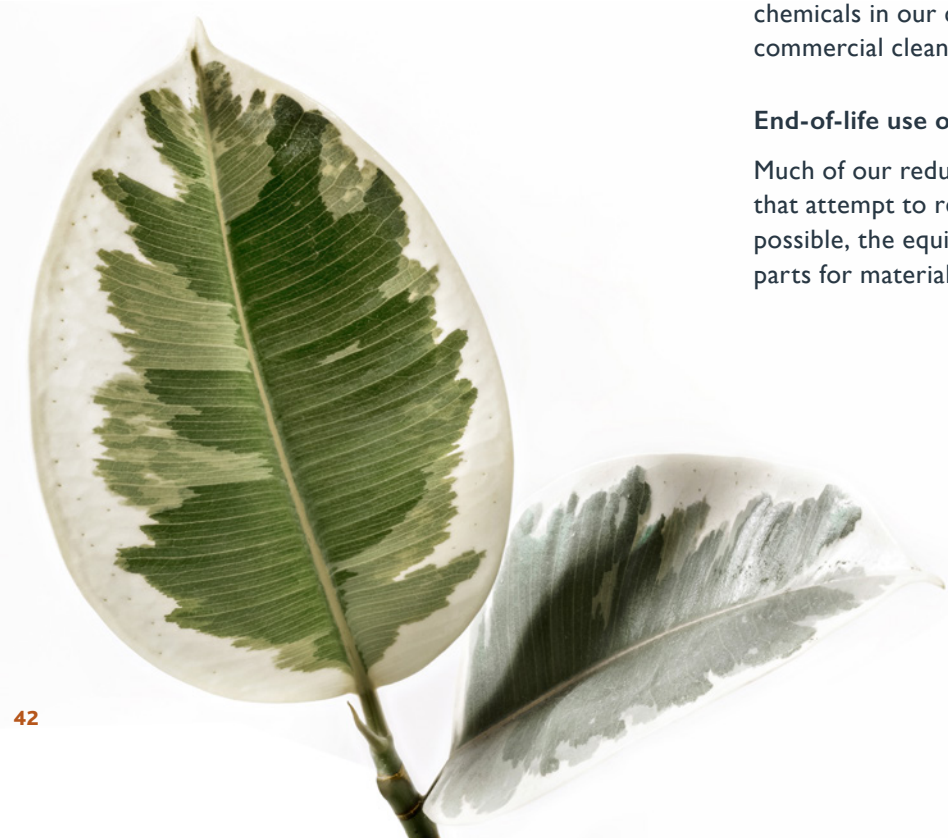 chemicals in our
commercial clean
End-of-life use
Much of our redu
that attempt to
possible, the equi
parts for material
42